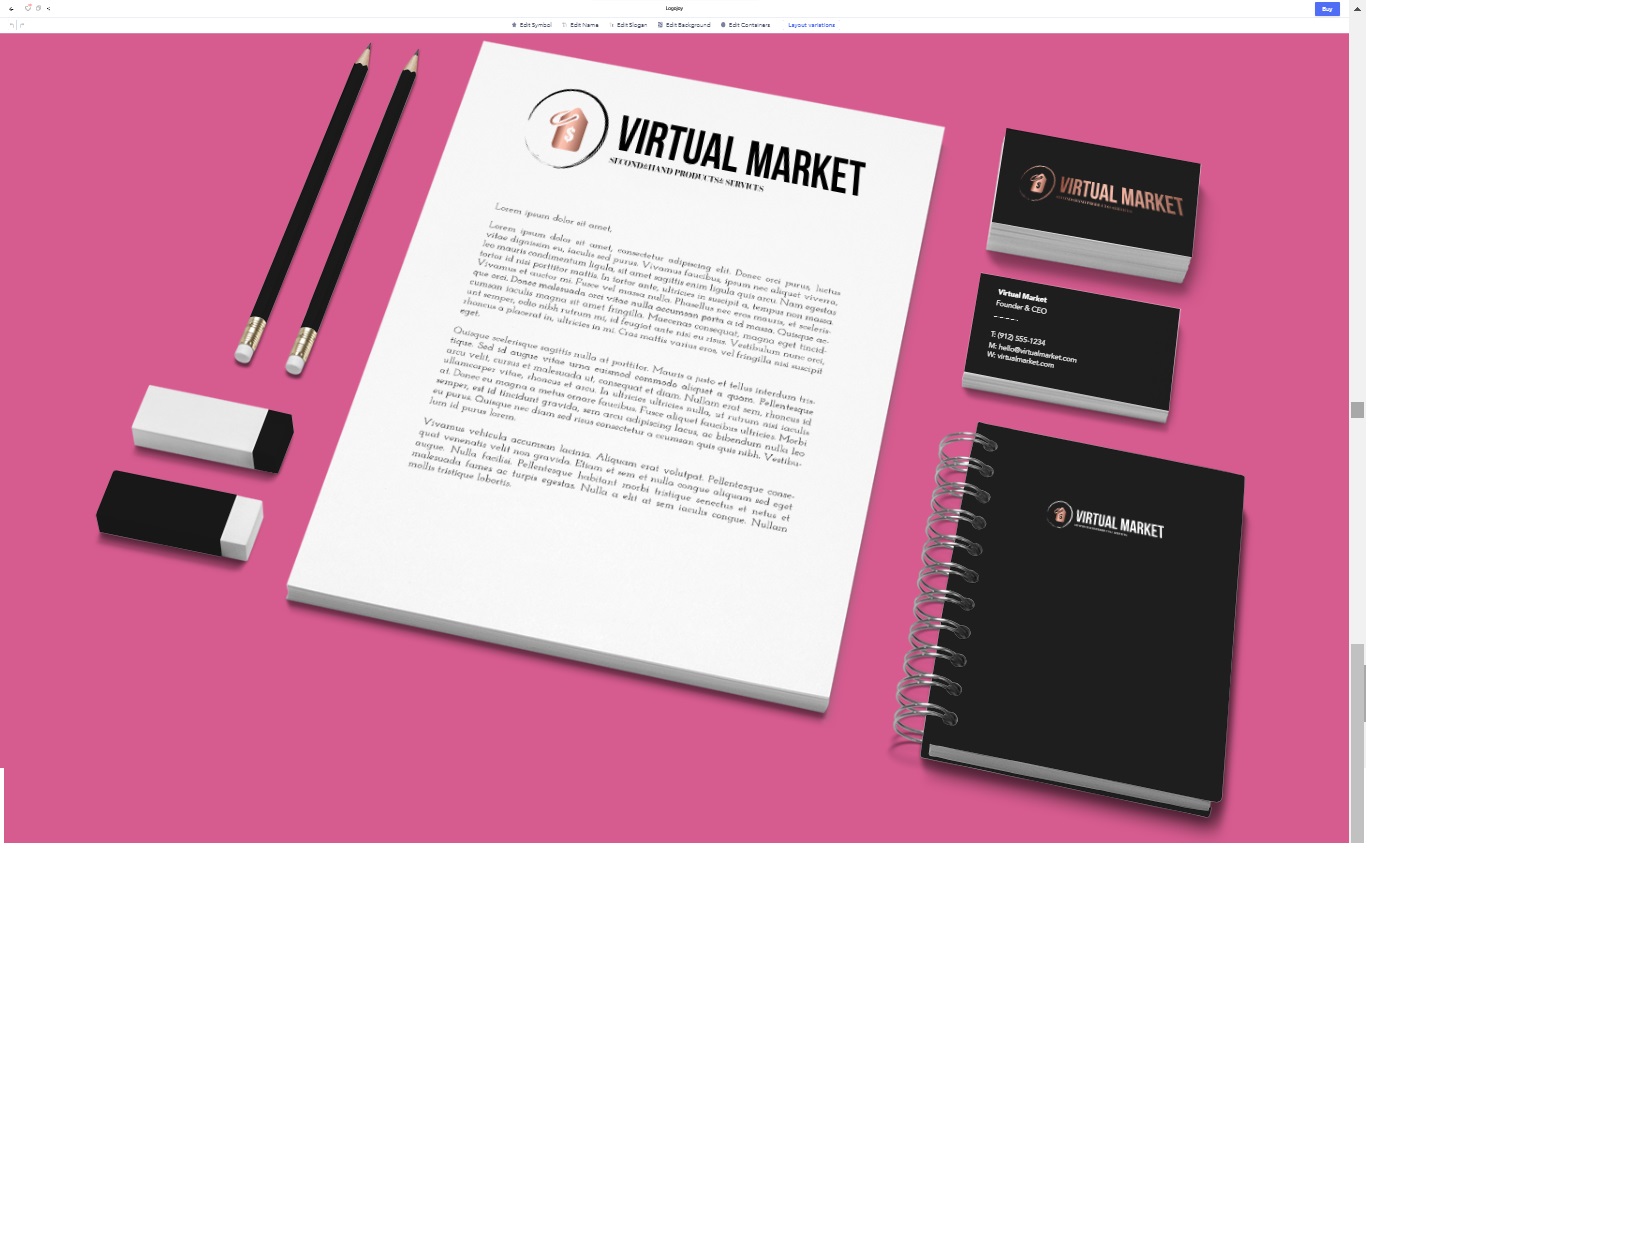 Logojoy
Buy
Edit Symbol
Edit Name
Edit Slogan
Edit Background
Edit Containers
Layout variations
$
VIRTUAL MARKET
SECOND&HAND PRODUCTS& SERVICES
Lorem ipsum dolor sit amet,
Lorem ipsum dolor sit amet, consectetur adipiscing elit. Donec orci purus, luctus
vitae dignissim eu, iaculis sed purus. Vivamus faucibus, ipsum nec aliquet viverra,
leo mauris condimentum ligula, sit amet sagittis enim ligula quis arcu. Nam egestas
tortor id nisi porttitor mattis. In tortor ante, ultricies in suscipit a, tempus non massa.
Vivamus et auctor mi. Fusce vel massa nulla. Phasellus nec eros mauris, et sceleris-
que orci. Donec malesuada orci vitae nulla accumsan porta a id massa. Quisque ac-
cumsan iaculis magna sit amet fringilla. Maecenas consequat, magna eget tincid-
unt semper, odio nibh rutrum mi, id feugiat ante nisi eu risus. Vestibulum nunc orci,
rhoncus a placerat in, ultricies in mi. Cras mattis varius eros, vel fringilla nisi suscipit
eget.
Quisque scelerisque sagittis nulla at porttitor. Mauris a justo et tellus interdum tris-
tique. Sed id augue vitae urna euismod commodo aliquet a quam. Pellentesque
arcu velit, cursus et malesuada ut, consequat et diam. Nullam erat sem, rhoncus id
ullamcorper vitae, rhoncus et arcu. In ultricies ultricies nulla, ut rutrum nisi iaculis
at. Donec eu magna a metus ornare faucibus. Fusce aliquet faucibus ultricies. Morbi
semper, est id tincidunt gravida, sem arcu adipiscing lacus, ac bibendum nulla leo
eu purus. Quisque nec diam sed risus consectetur a ccumsan quis quis nibh. Vestibu-
lum id purus lorem.
Vivamus vehicula accumsan lacinia. Aliquam erat volutpat. Pellentesque conse-
quat venenatis velit non gravida. Etiam et sem et nulla congue aliquam sed eget
augue. Nulla facilisi. Pellentesque habitant morbi tristique senectus et netus et
malesuada fames ac turpis egestas. Nulla a elit at sem iaculis congue. Nullam
mollis tristique lobortis.
$
VIRTUAL MARKET
Virtual Market
Founder & CEO
T: (912) 555-1234
M: hello@virtualmarket.com
W: virtualmarket.com
VIRTUAL MARKET